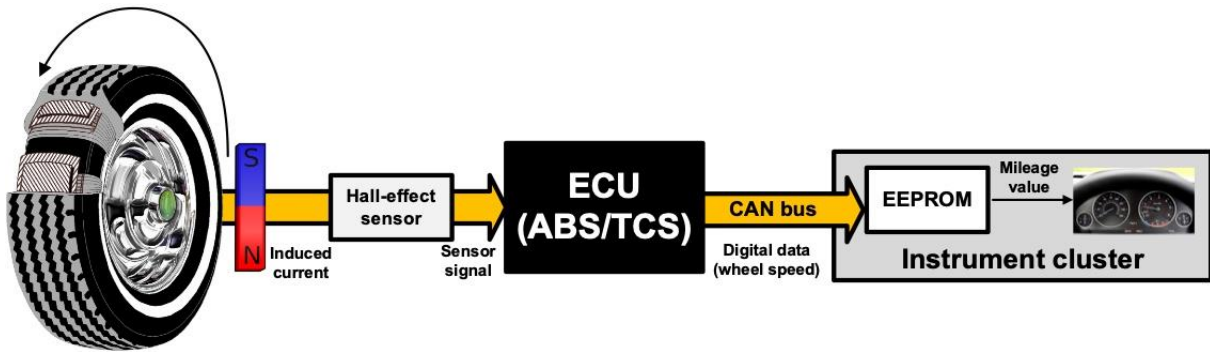 S
N
Induced
current
Hall-effect
sensor
Sensor
signal
ECU
(ABS/TCS)
CAN bus
Digital data
(wheel speed)
EEPROM
Mileage
value
Instrument cluster